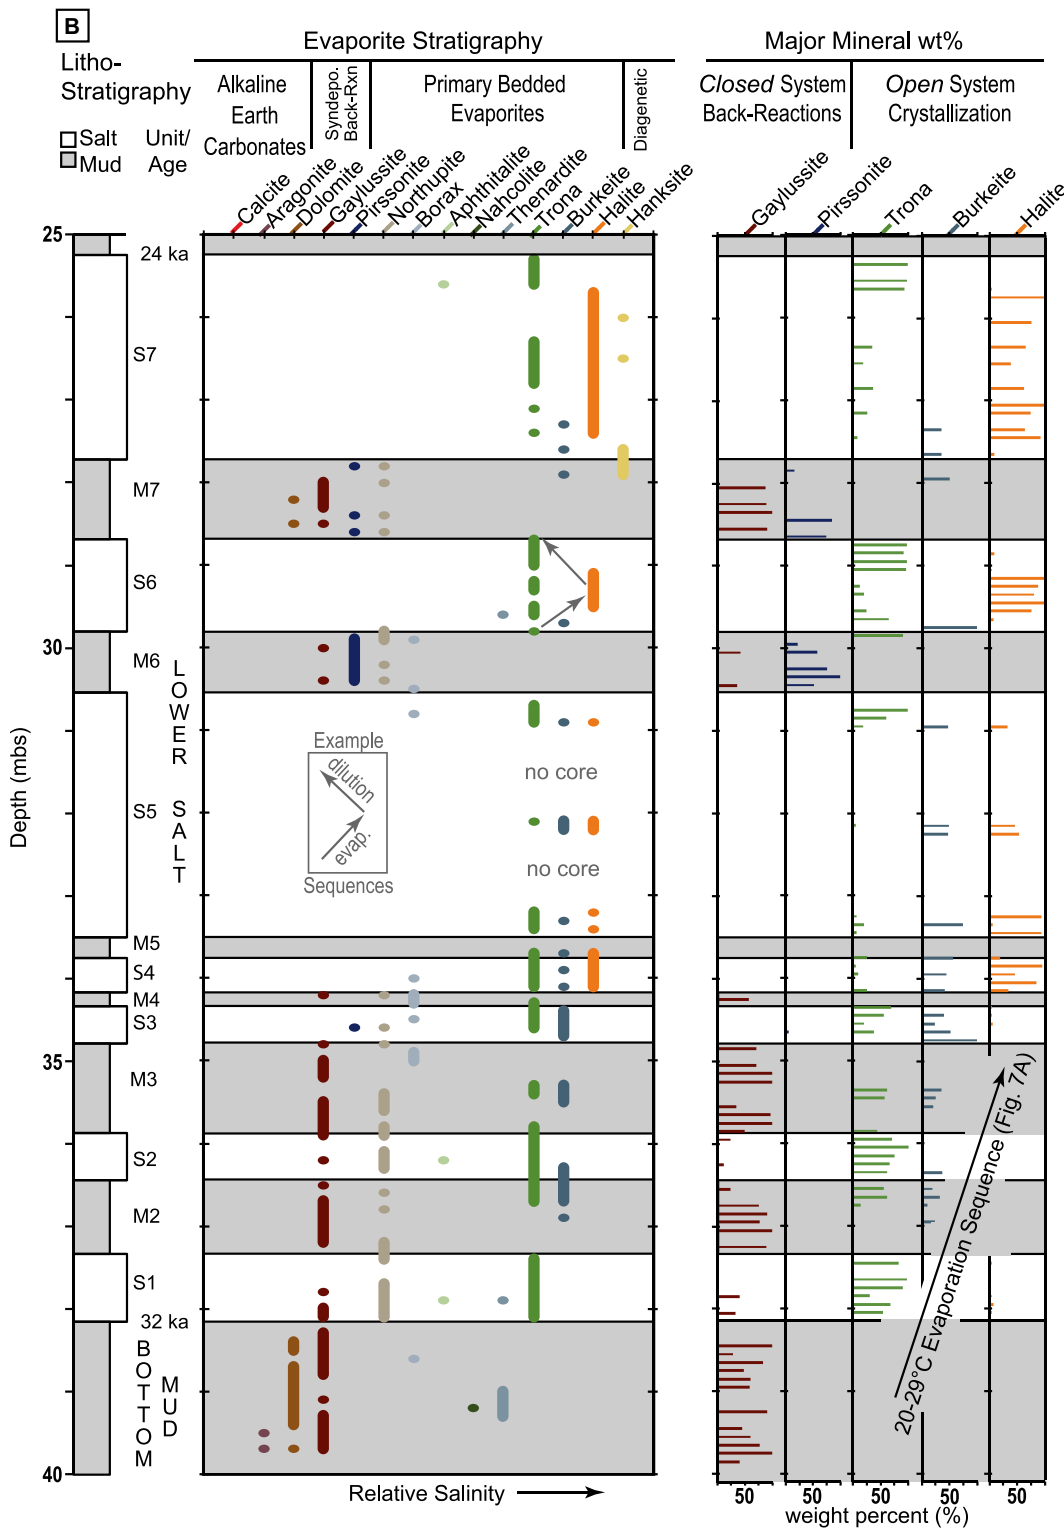 B
Litho-
Stratigraphy
Salt
Mud
Unit/
Age
Evaporite Stratigraphy
Alkaline
Earth
Carbonates
Syndepo.
Back-Rxn
Primary Bedded
Evaporites
Diagenetic
Major Mineral wt%
Closed System
Back-Reactions
Open System
Crystallization
Calcite
Aragonite
Dolomite
Gaylussite
Pirssonite
Northupite
Borax
Aphthitalite
Nahcolite
Thenardite
Trona
Burkeite
Halite
Hanksite
Gaylussite
Pirssonite
Trona
Burkeite
Halite
25
30
35
40
Depth (mbs)
24 ka
S7
M7
S6
M6
S5
M5
S4
M4
S3
M3
S2
M2
S1
32 ka
LOWER SALT
BOTTOM
MUD
Example
dilution
evap.
Sequences
no core
no core
20-29°C Evaporation Sequence (Fig. 7A)
Relative Salinity
50
50
50
50
50
weight percent (%)